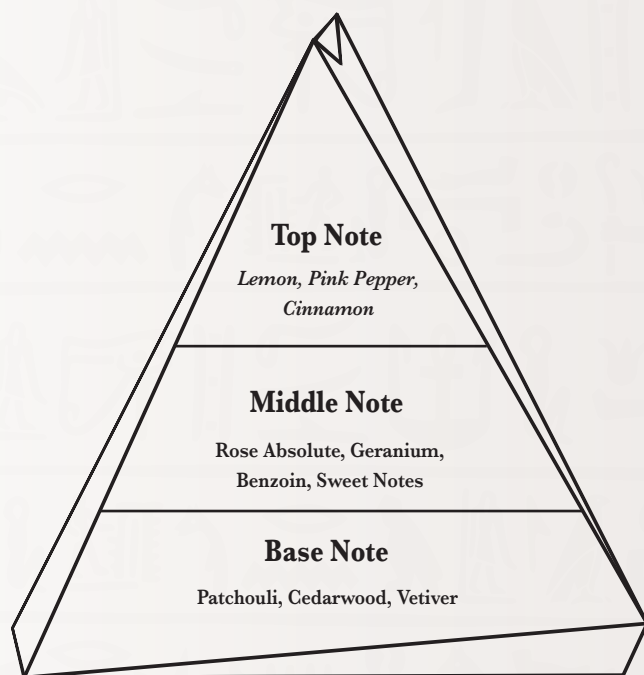 Top Note
Lemon, Pink Pepper,
Cinnamon
Middle Note
Rose Absolute, Geranium,
Benzoin, Sweet Notes
Base Note
Patchouli, Cedarwood, Vetiver